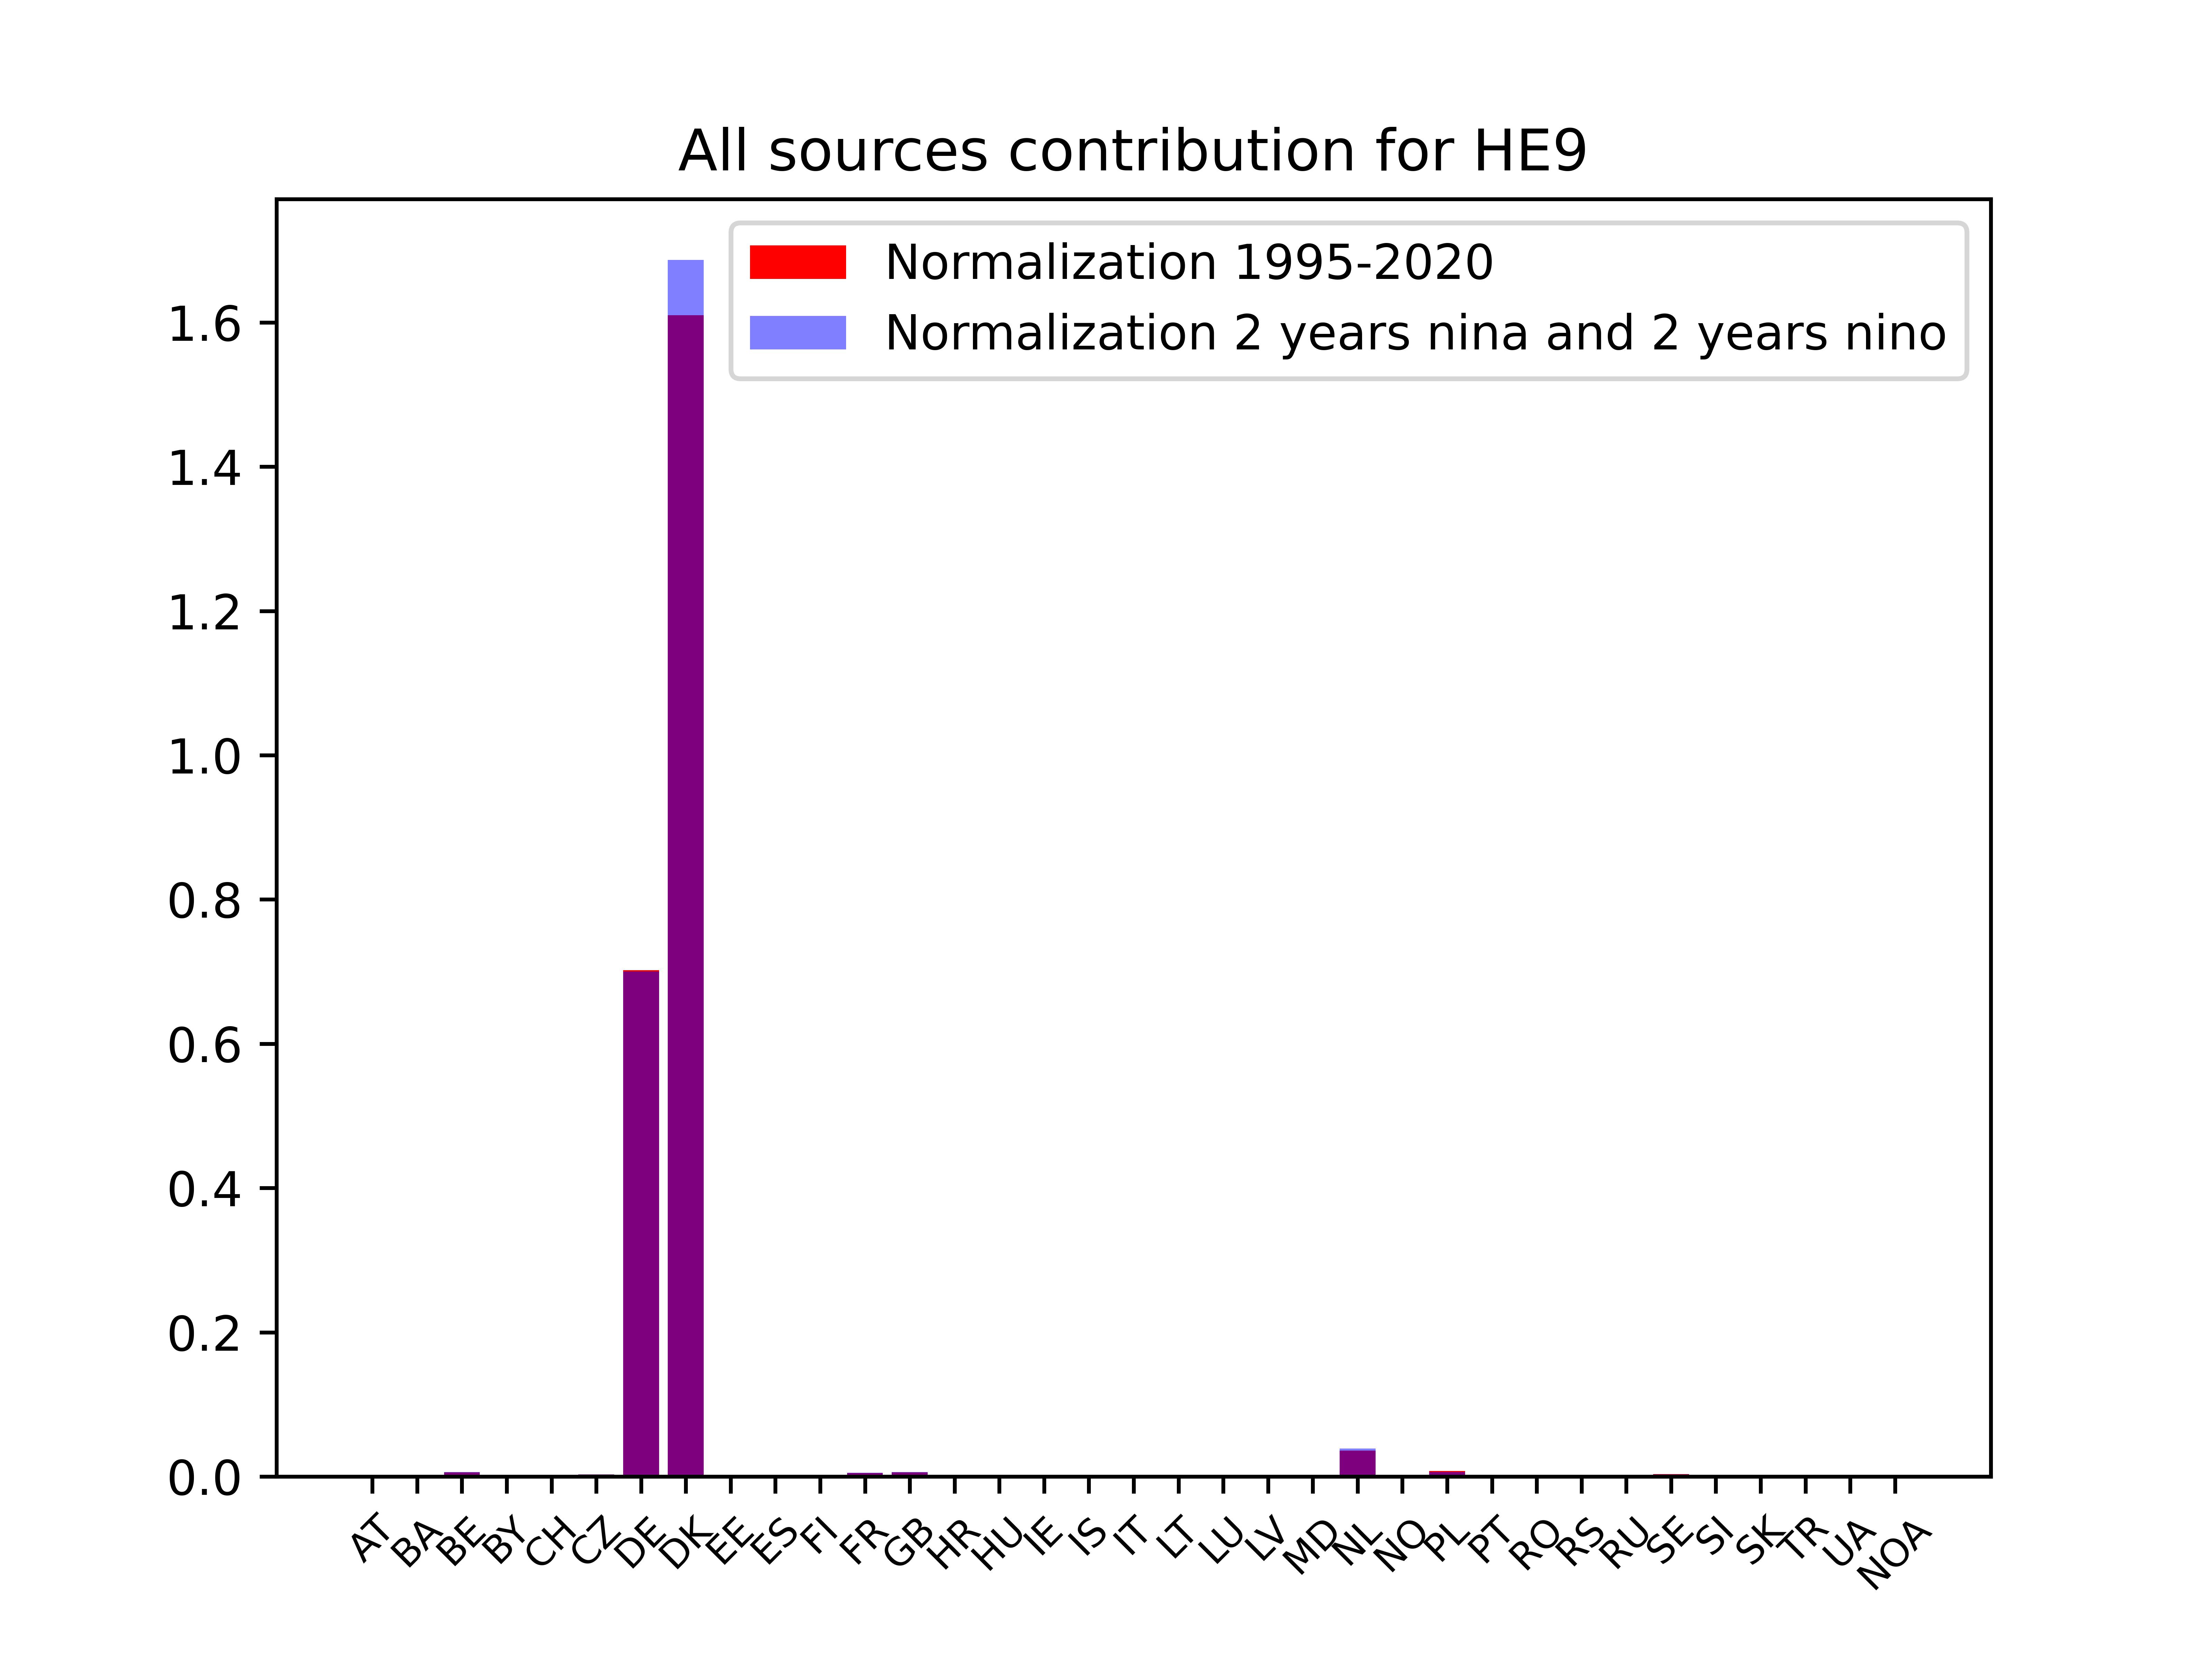 All sources contribution for HE9
Normalization 1995-2020
Normalization 2 years nina and 2 years nino
1.6
1.4
1.2
1.0
0.8
0.6
0.4
0.2
0.0
AT BA BE BY CH CZ DE DK EE ES FI FR GB HR HU IE IS IT LT LU LV MD NL NO PL PT RO RS RU SE SI SK TR UA NOA